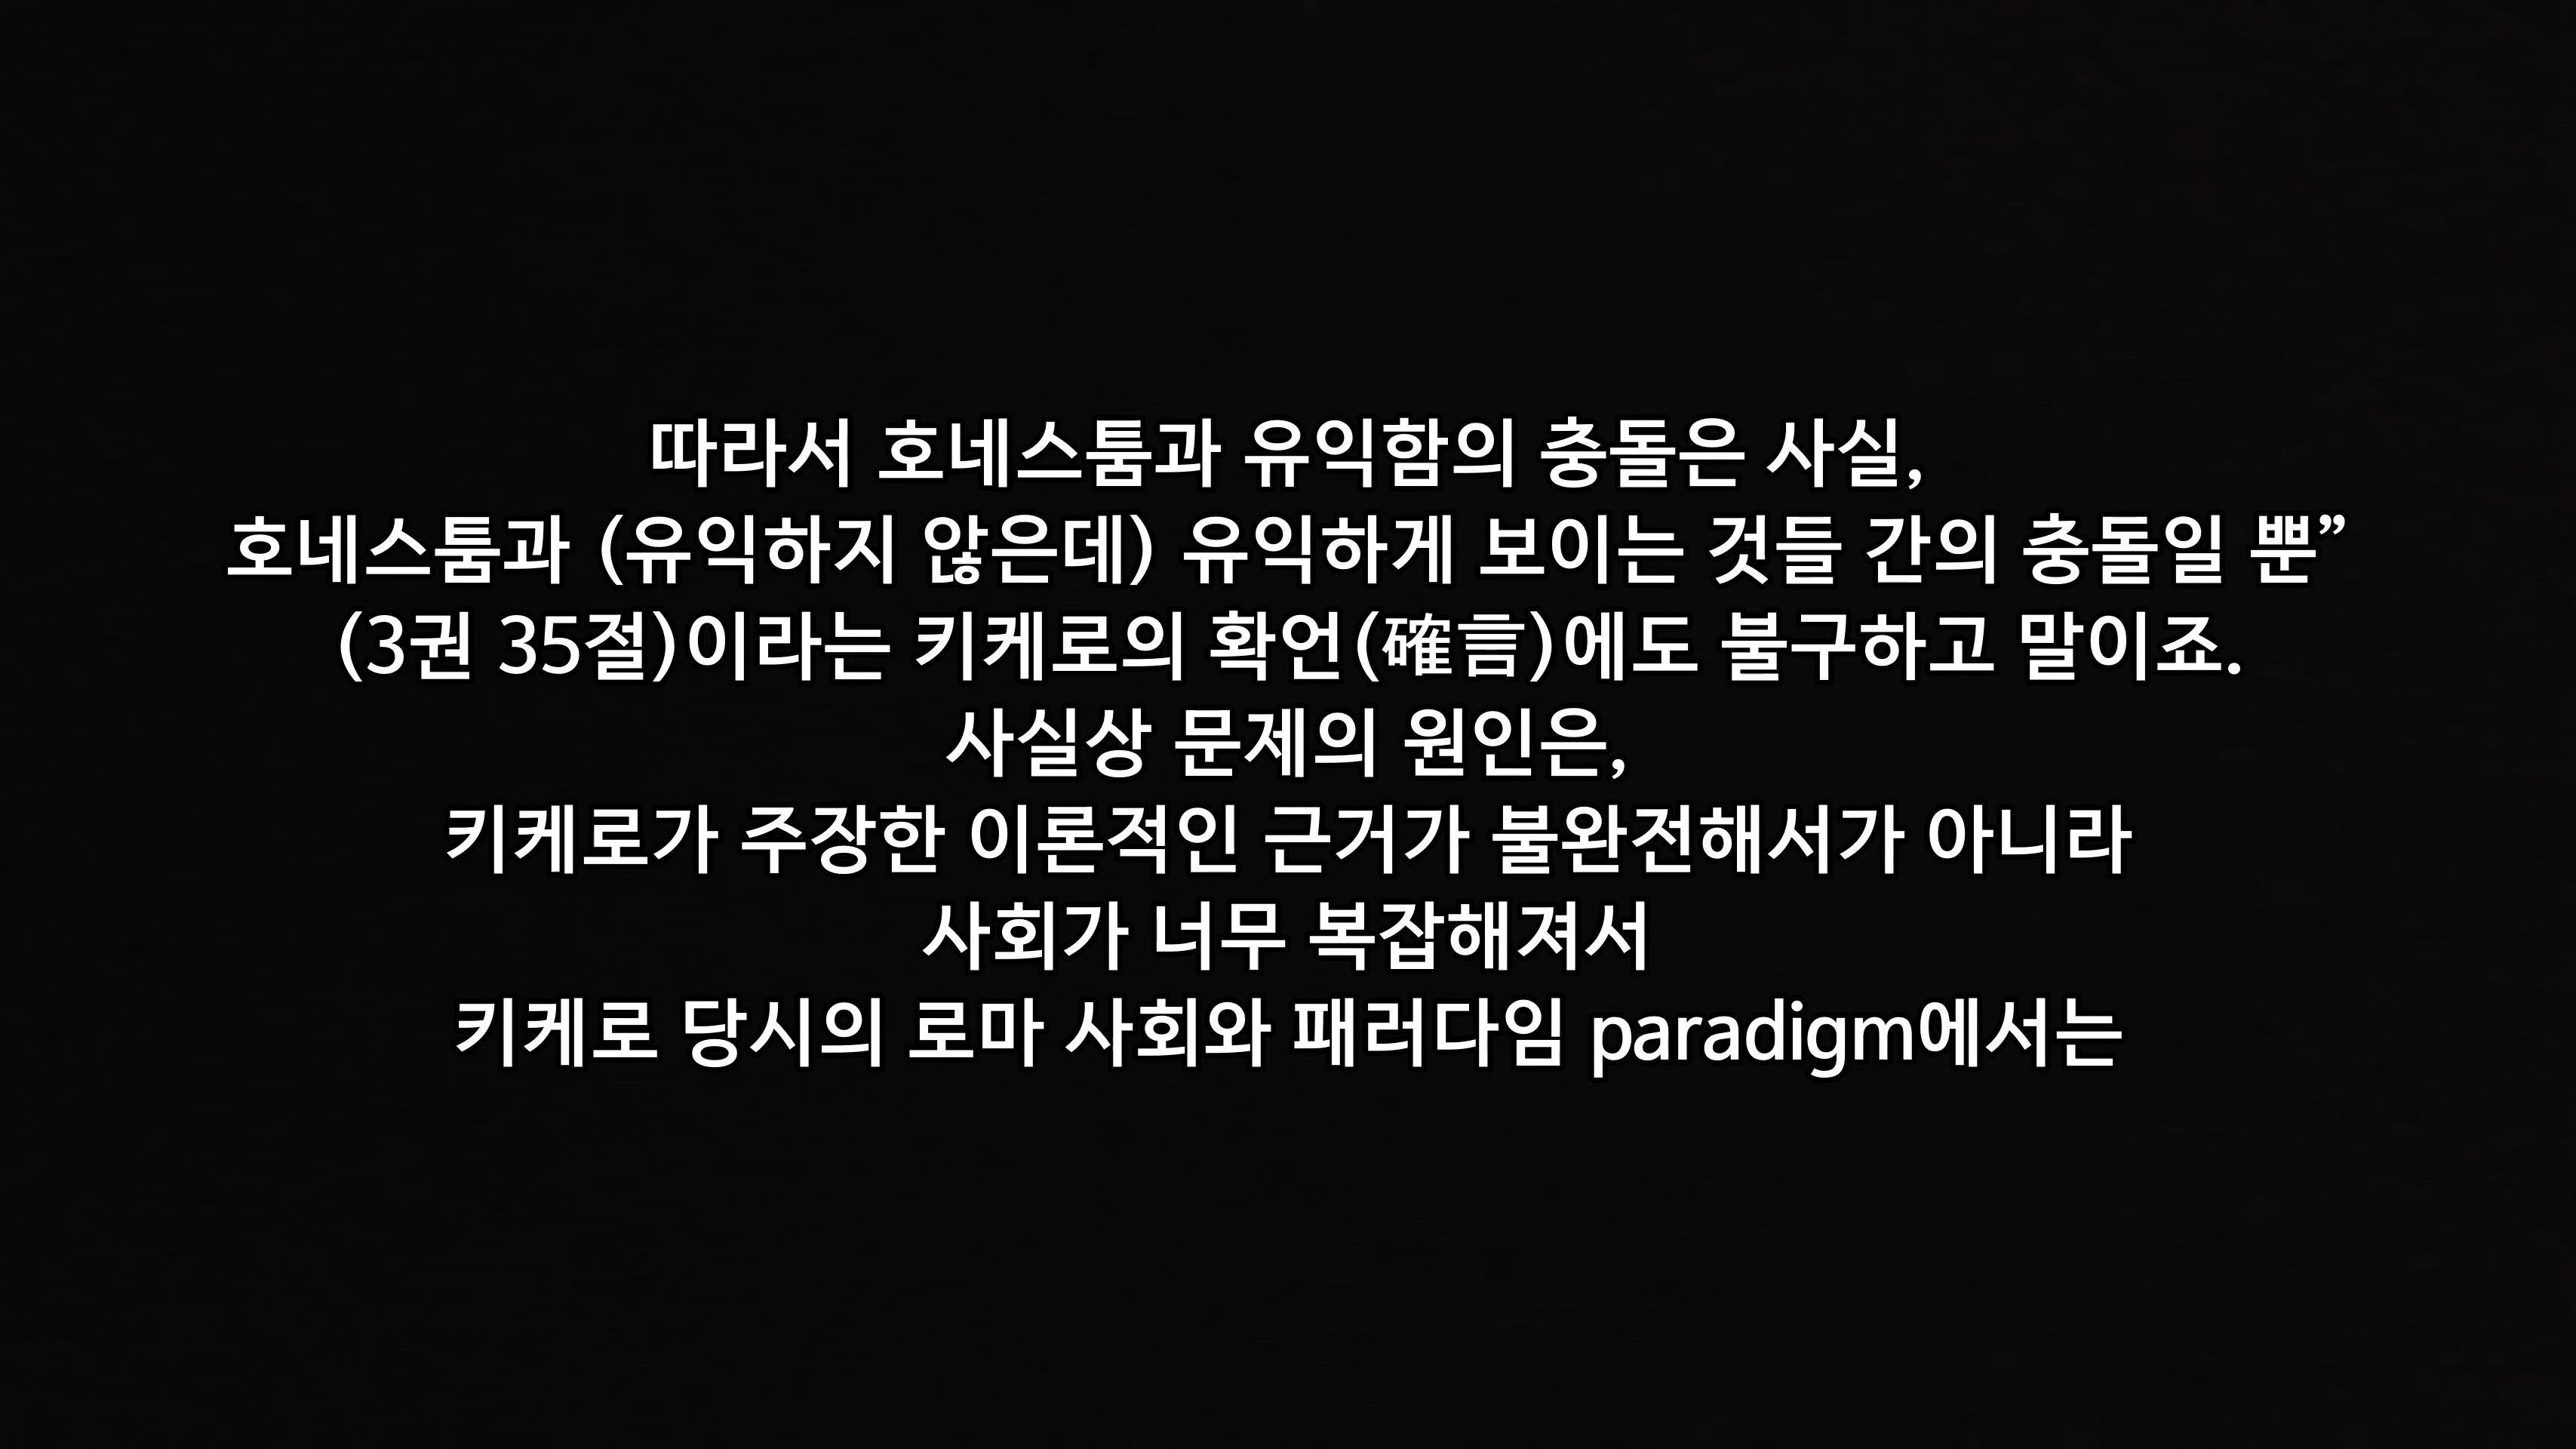 따라서 호네스툼과 유익함의 충돌은 사실,
호네스툼과 (유익하지 않은데) 유익하게 보이는 것들 간의 충돌일 뿐”
(3권 35절)이라는 키케로의 확언(確言)에도 불구하고 말이죠.
사실상 문제의 원인은,
키케로가 주장한 이론적인 근거가 불완전해서가 아니라
사회가 너무 복잡해져서
키케로 당시의 로마 사회와 패러다임 paradigm에서는